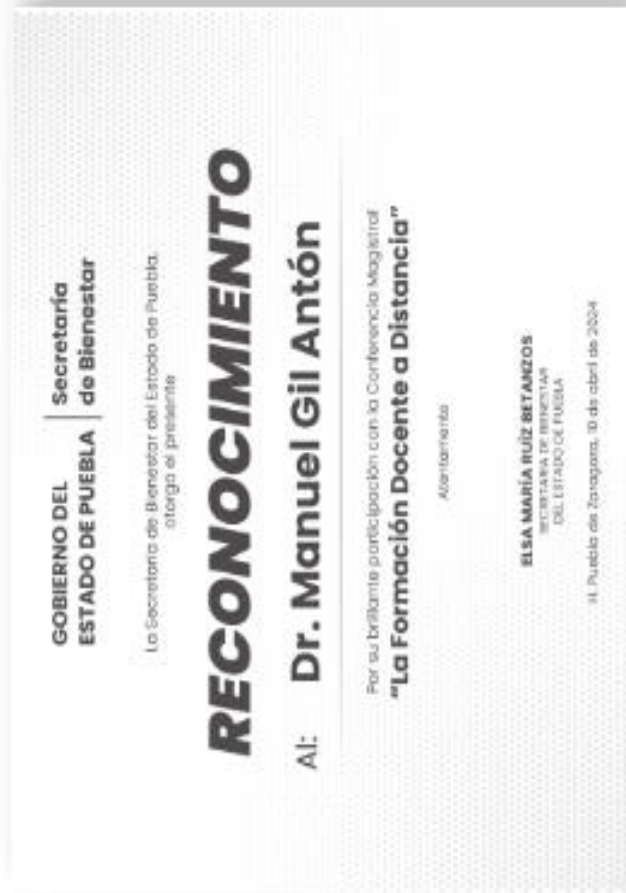 GOBIERNO DEL
ESTADO DE PUEBLA
Secretaría
de Bienestar
La Secretaría de Bienestar del Estado de Puebla,
otorga el presente
RECONOCIMIENTO
Al: Dr. Manuel Gil Antón
Por su brillante participación con la Conferencia Magistral
"La Formación Docente a Distancia"
Atentamente
ELSA MARÍA RUÍZ BETANZOS
SECRETARIA DE BIENESTAR
DEL ESTADO DE PUEBLA
H. Puebla de Zaragoza, 10 de abril de 2024